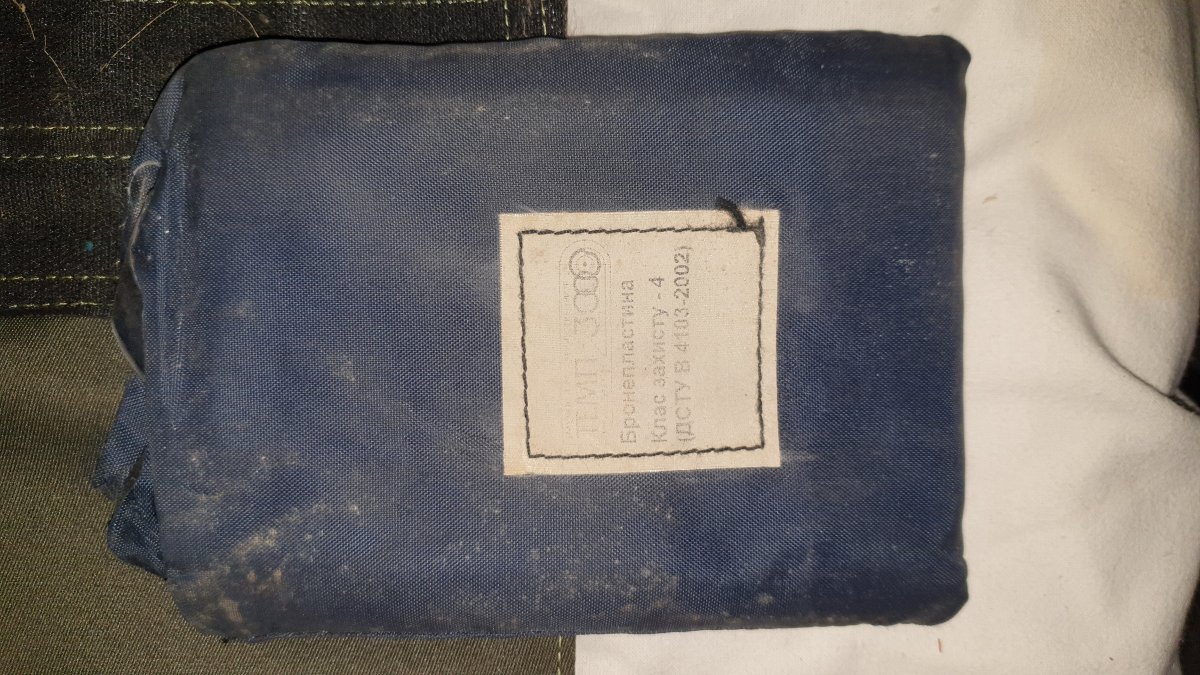 ТЕМП 3000
Бронепластина
Клас захисту - 4
(ДСТУ В 4103-2002)